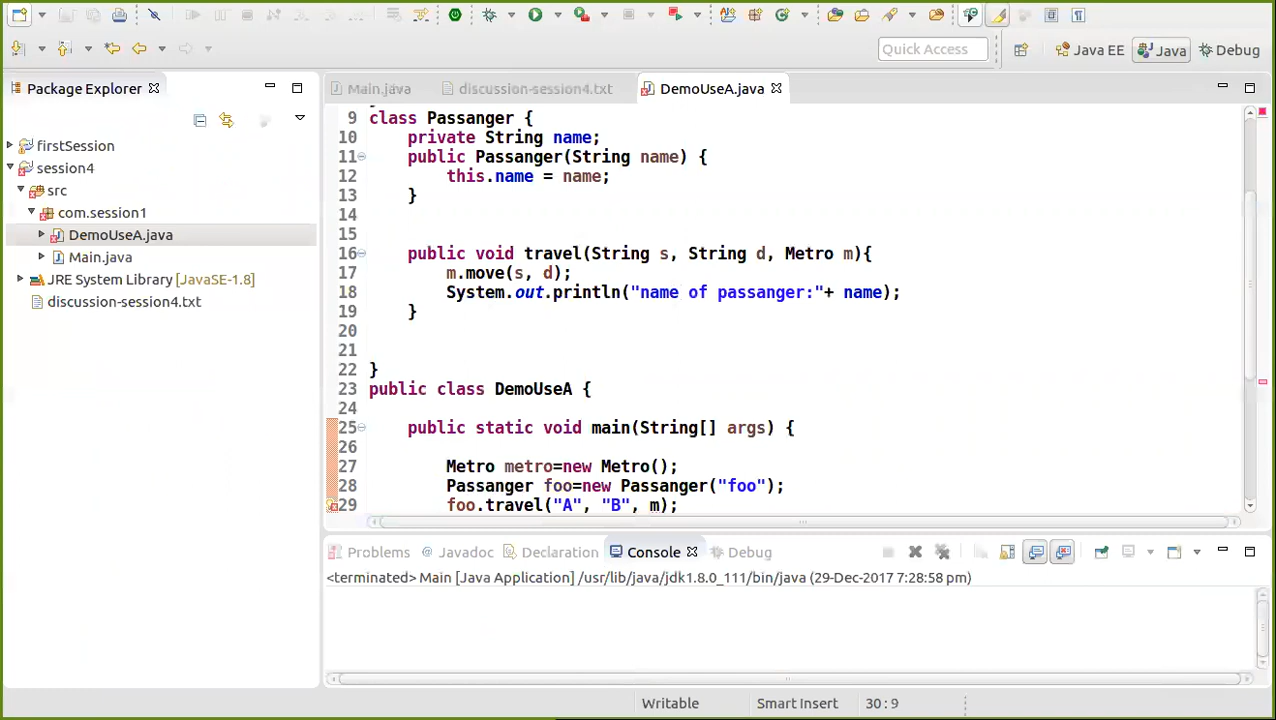 Quick Access
Java EE
Java
Debug
Package Explorer
Main.java
discussion-session4.txt
DemoUseA.java
firstSession
session4
src
com.session1
DemoUseA.java
Main.java
JRE System Library [JavaSE-1.8]
discussion-session4.txt
9 class Passanger {
10 private String name;
11 public Passanger(String name) {
12 this.name = name;
13 }
14
15
16 public void travel(String s, String d, Metro m){
17 m.move(s, d);
18 System.out.println("name of passanger:"+ name);
19 }
20
21
22 }
23 public class DemoUseA {
24
25 public static void main(String[] args) {
26
27 Metro metro=new Metro();
28 Passanger foo=new Passanger("foo");
29 foo.travel("A", "B", m);
Problems
Javadoc
Declaration
Console
Debug
<terminated> Main [Java Application] /usr/lib/java/jdk1.8.0_111/bin/java (29-Dec-2017 7:28:58 pm)
Writable
Smart Insert
30:9